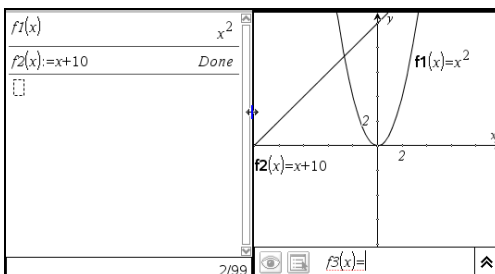 f1(x)
x²
f2(x):=x+10
Done
2/99
y
f1(x)=x²
2
x
2
f2(x)=x+10
f3(x)=